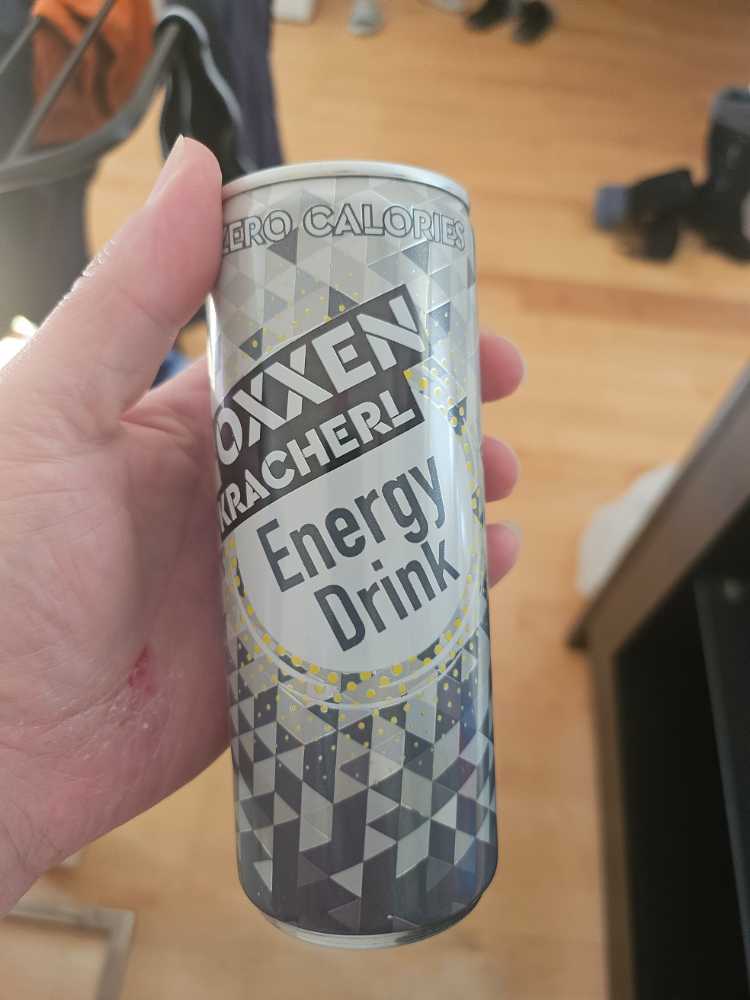 ZERO CALORIES
OXXEN
KRACHERL
Energy
Drink